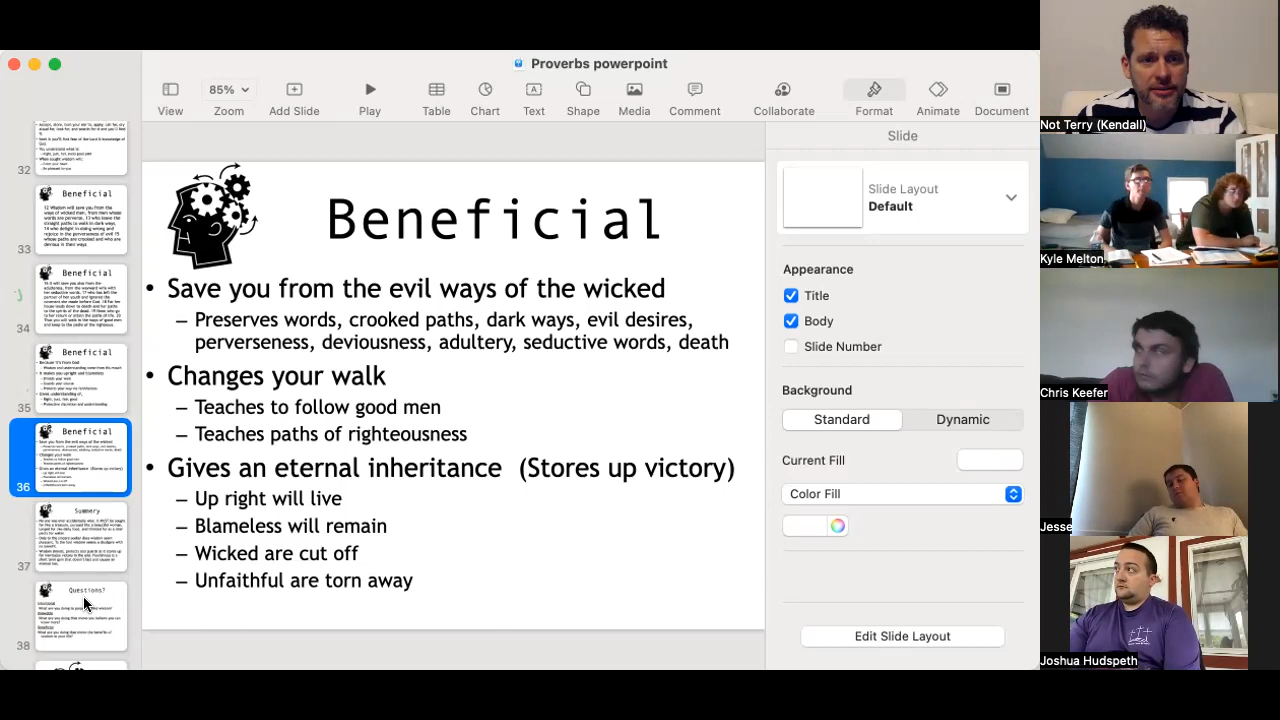 Proverbs powerpoint
85%
View Zoom Add Slide Play Table Chart Text Shape Media Comment Collaborate Format Animate Document
32
Beneficial
33
Beneficial
34
Beneficial
35
Beneficial
36
Summery
37
Questions?
38
Beneficial
• Save you from the evil ways of the wicked
– Preserves words, crooked paths, dark ways, evil desires,
perverseness, deviousness, adultery, seductive words, death
• Changes your walk
– Teaches to follow good men
– Teaches paths of righteousness
• Gives an eternal inheritance (Stores up victory)
– Up right will live
– Blameless will remain
– Wicked are cut off
– Unfaithful are torn away
Slide
Slide Layout
Default
Appearance
Title
Body
Slide Number
Background
Standard Dynamic
Current Fill
Color Fill
Edit Slide Layout
Not Terry (Kendall)
Kyle Melton
Chris Keefer
Jesse
Joshua Hudspeth